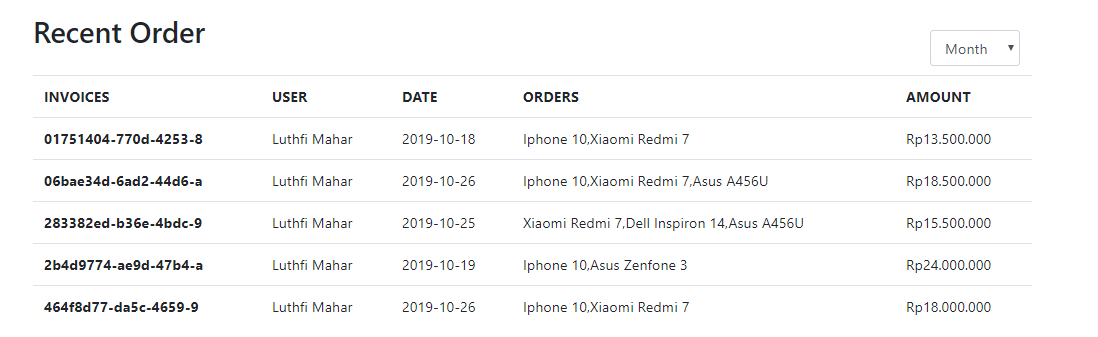 Recent Order
Month
INVOICES USER DATE ORDERS AMOUNT
01751404-770d-4253-8 Luthfi Mahar 2019-10-18 Iphone 10,Xiaomi Redmi 7 Rp13.500.000
06bae34d-6ad2-44d6-a Luthfi Mahar 2019-10-26 Iphone 10,Xiaomi Redmi 7,Asus A456U Rp18.500.000
283382ed-b36e-4bdc-9 Luthfi Mahar 2019-10-25 Xiaomi Redmi 7,Dell Inspiron 14,Asus A456U Rp15.500.000
2b4d9774-ae9d-47b4-a Luthfi Mahar 2019-10-19 Iphone 10,Asus Zenfone 3 Rp24.000.000
464f8d77-da5c-4659-9 Luthfi Mahar 2019-10-26 Iphone 10,Xiaomi Redmi 7 Rp18.000.000